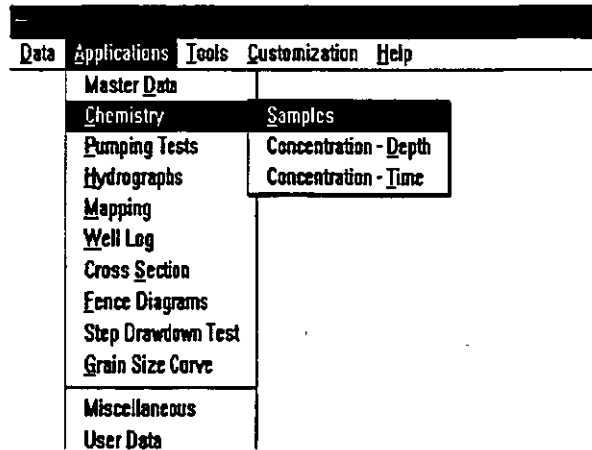 Data Applications Tools Customization Help
Master Data
Chemistry Samples
Pumping Tests Concentration - Depth
Hydrographs Concentration - Time
Mapping
Well Log
Cross Section
Fence Diagrams
Step Drawdown Test
Grain Size Curve
Miscellaneous
User Data